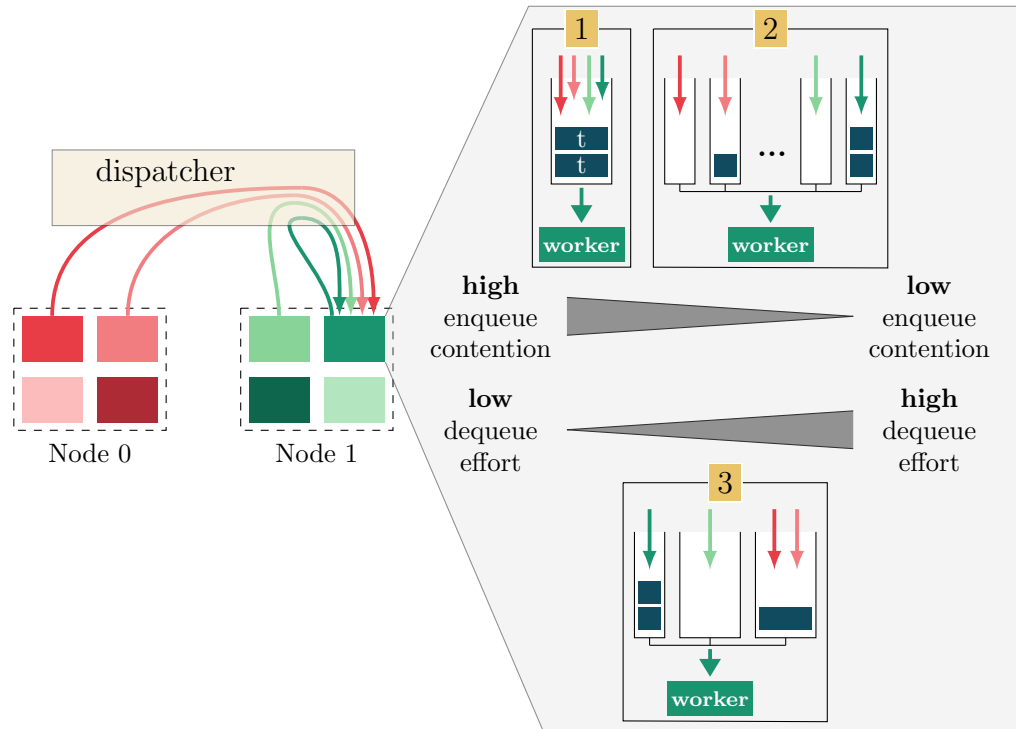 dispatcher
Node 0
Node 1
1
t
t
worker
2
...
worker
high
enqueue
contention
low
enqueue
contention
low
dequeue
effort
high
dequeue
effort
3
worker